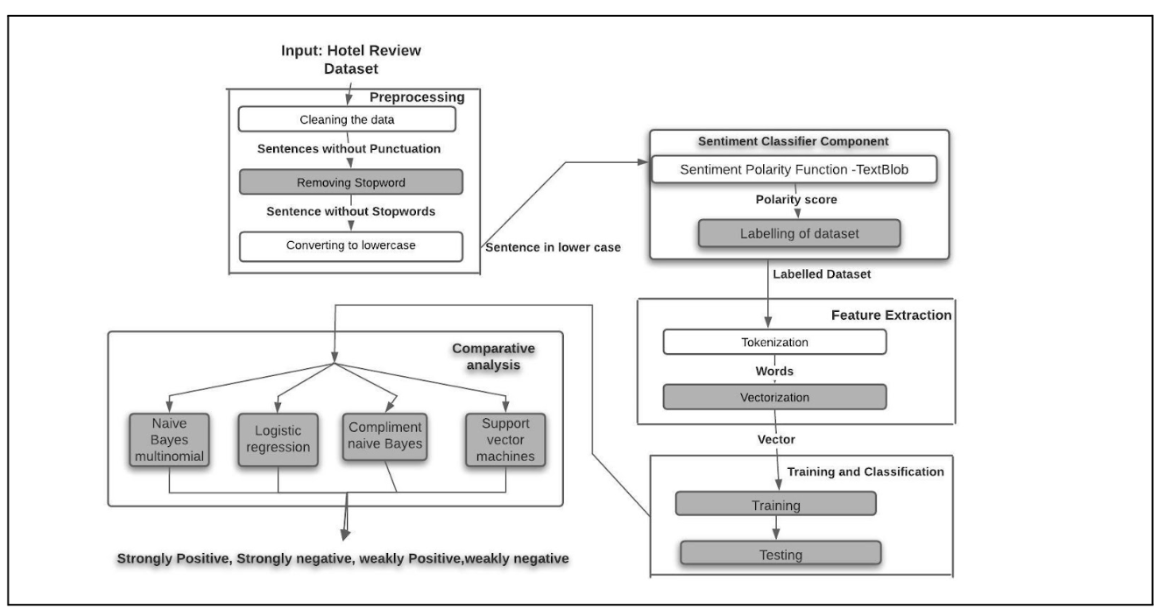 Input: Hotel Review
Dataset
Preprocessing
Cleaning the data
Sentences without Punctuation
Removing Stopword
Sentence without Stopwords
Converting to lowercase
Sentence in lower case
Sentiment Classifier Component
Sentiment Polarity Function -TextBlob
Polarity score
Labelling of dataset
Labelled Dataset
Feature Extraction
Tokenization
Words
Vectorization
Vector
Training and Classification
Training
Testing
Comparative
analysis
Naive
Bayes
multinomial
Logistic
regression
Compliment
naive Bayes
Support
vector
machines
Strongly Positive, Strongly negative, weakly Positive,weakly negative